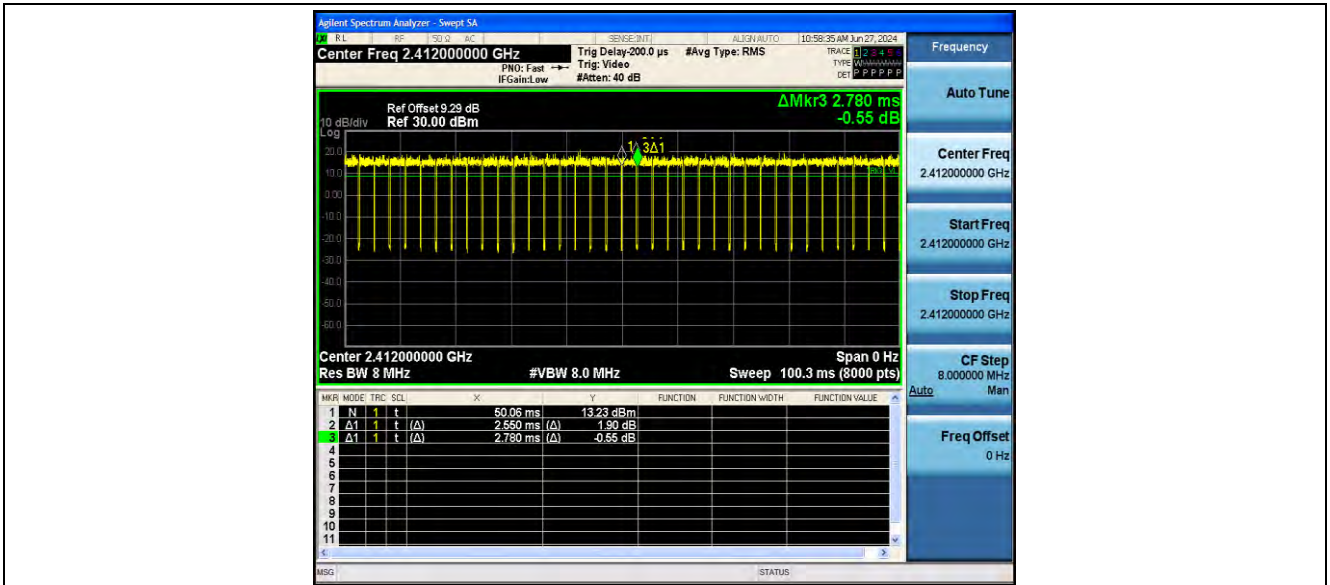 Agilent Spectrum Analyzer - Swept SA
RL RF 50 Ω AC SENSE:INT ALIGN AUTO 10:58:35 AM Jun 27, 2024
Center Freq 2.412000000 GHz
Trig Delay-200.0 µs #Avg Type: RMS
TRACE 1 2 3 4 5 6
PNO: Fast Trig: Video
TYPE
IFGain:Low #Atten: 40 dB
DET P P P P P P
ΔMkr3 2.780 ms
-0.55 dB
Ref Offset 9.29 dB
10 dB/div Ref 30.00 dBm
Log
1 3Δ1
20.0
10.0
0.00
-10.0
-20.0
-30.0
-40.0
-50.0
-60.0
Center 2.412000000 GHz Span 0 Hz
Res BW 8 MHz #VBW 8.0 MHz Sweep 100.3 ms (8000 pts)
MKR MODE TRC SCL X Y FUNCTION FUNCTION WIDTH FUNCTION VALUE
1 N 1 t 50.06 ms 13.23 dBm
2 Δ1 1 t (Δ) 2.550 ms (Δ) 1.90 dB
3 Δ1 1 t (Δ) 2.780 ms (Δ) -0.55 dB
4
5
6
7
8
9
10
11
MSG STATUS
Frequency
Auto Tune
Center Freq
2.412000000 GHz
Start Freq
2.412000000 GHz
Stop Freq
2.412000000 GHz
CF Step
8.000000 MHz
Auto Man
Freq Offset
0 Hz